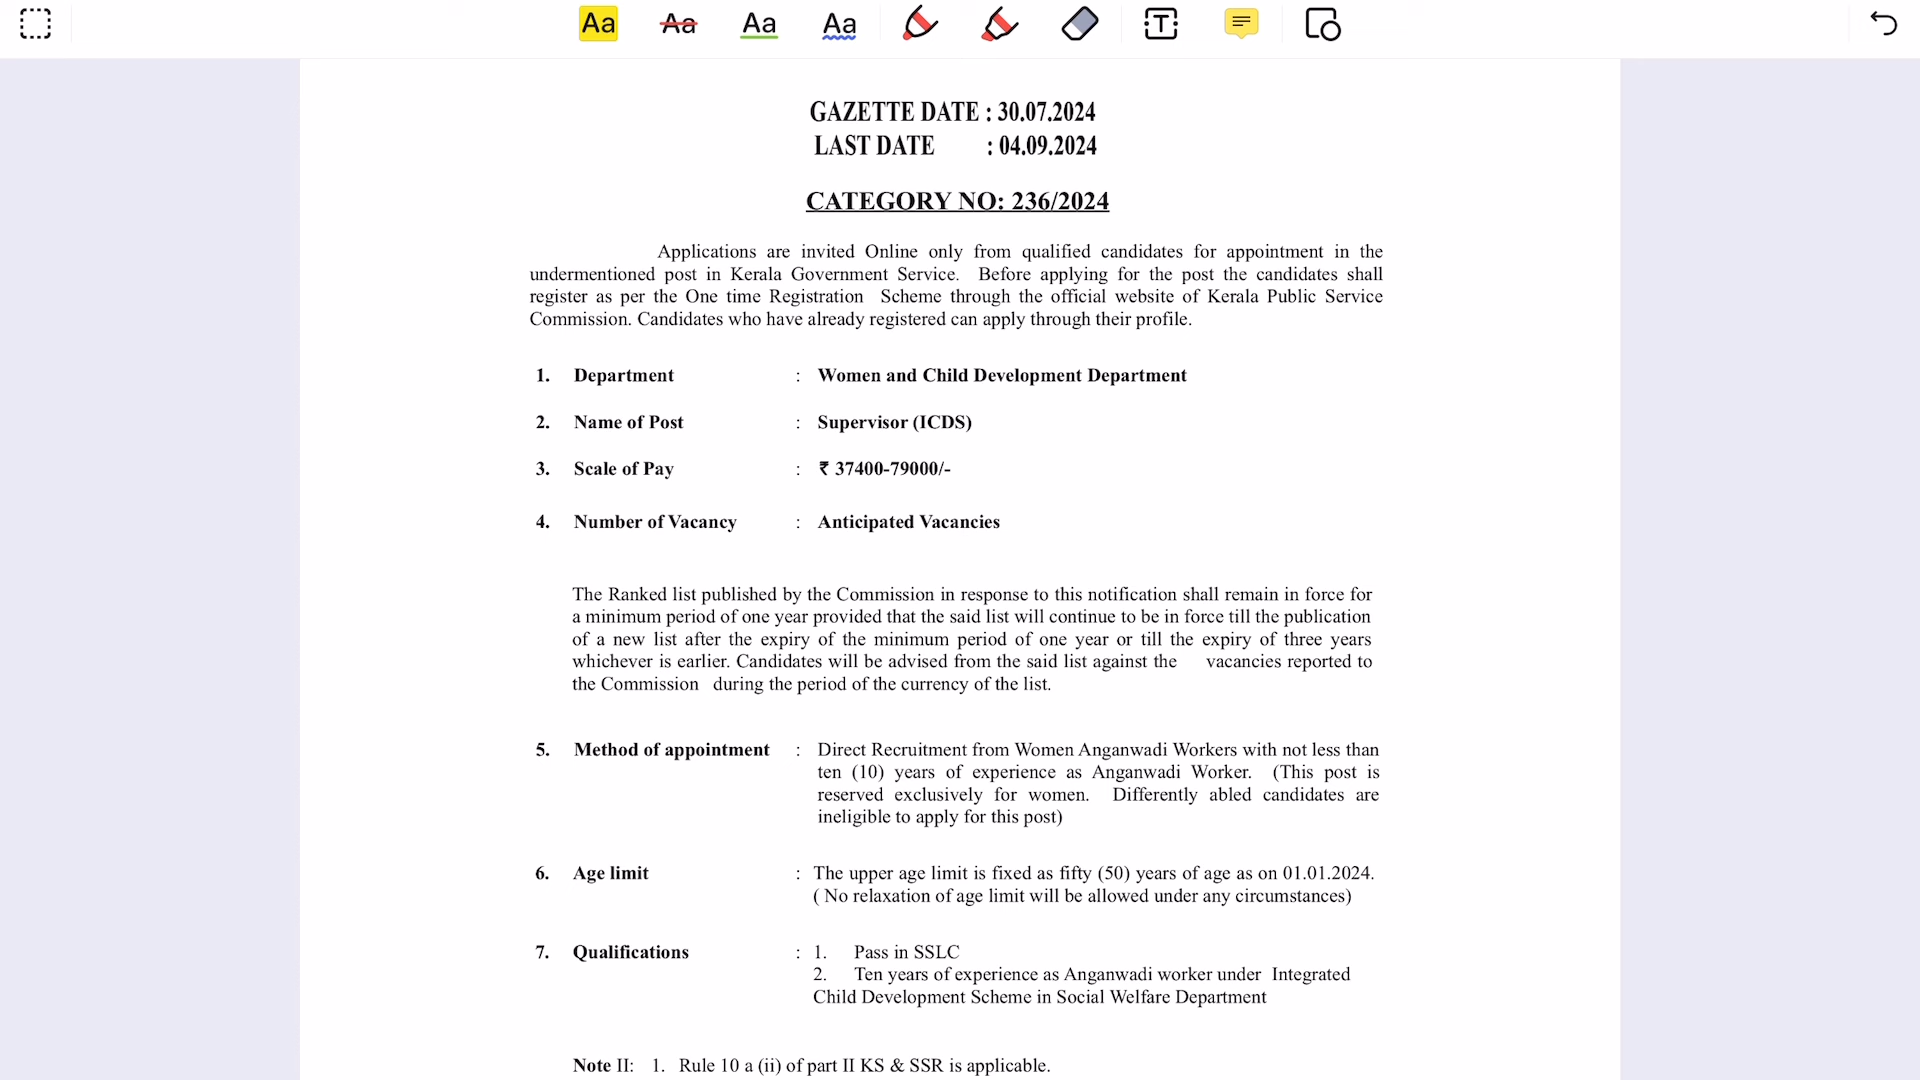 Aa Aa Aa Aa T
GAZETTE DATE : 30.07.2024
LAST DATE : 04.09.2024
CATEGORY NO: 236/2024
Applications are invited Online only from qualified candidates for appointment in the
undermentioned post in Kerala Government Service. Before applying for the post the candidates shall
register as per the One time Registration Scheme through the official website of Kerala Public Service
Commission. Candidates who have already registered can apply through their profile.
1. Department : Women and Child Development Department
2. Name of Post : Supervisor (ICDS)
3. Scale of Pay : ₹ 37400-79000/-
4. Number of Vacancy : Anticipated Vacancies
The Ranked list published by the Commission in response to this notification shall remain in force for
a minimum period of one year provided that the said list will continue to be in force till the publication
of a new list after the expiry of the minimum period of one year or till the expiry of three years
whichever is earlier. Candidates will be advised from the said list against the vacancies reported to
the Commission during the period of the currency of the list.
5. Method of appointment : Direct Recruitment from Women Anganwadi Workers with not less than
ten (10) years of experience as Anganwadi Worker. (This post is
reserved exclusively for women. Differently abled candidates are
ineligible to apply for this post)
6. Age limit : The upper age limit is fixed as fifty (50) years of age as on 01.01.2024.
( No relaxation of age limit will be allowed under any circumstances)
7. Qualifications : 1. Pass in SSLC
2. Ten years of experience as Anganwadi worker under Integrated
Child Development Scheme in Social Welfare Department
Note II: 1. Rule 10 a (ii) of part II KS & SSR is applicable.